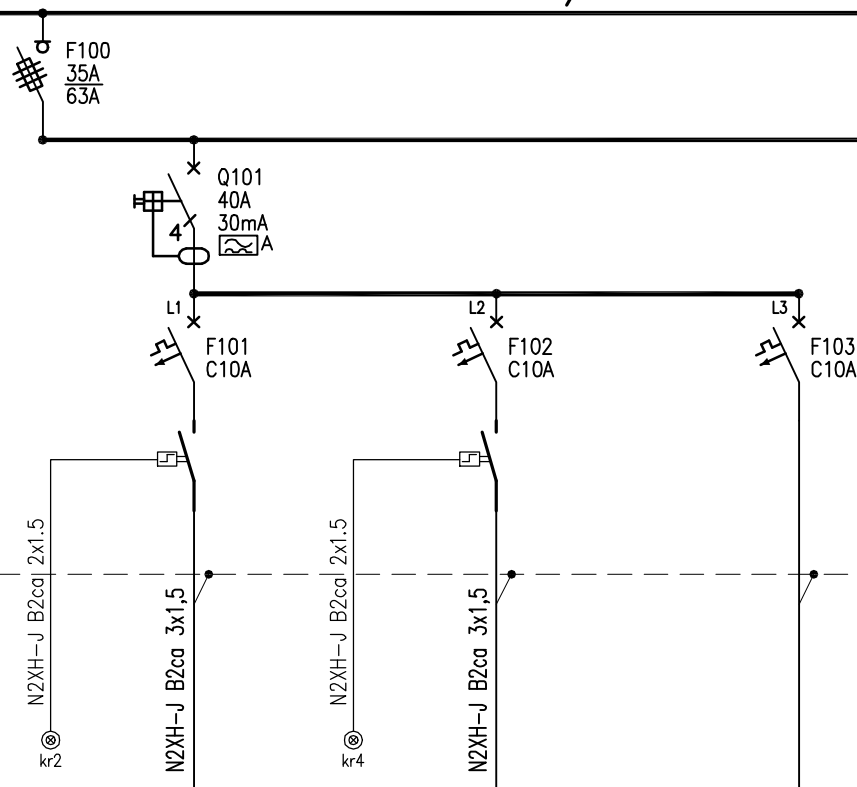 F100
35A
63A
Q101
40A
30mA
4
A
L1
L2
L3
F101
C10A
F102
C10A
F103
C10A
N2XH-J B2ca 2x1.5
N2XH-J B2ca 3x1,5
N2XH-J B2ca 2x1.5
N2XH-J B2ca 3x1,5
kr2
kr4